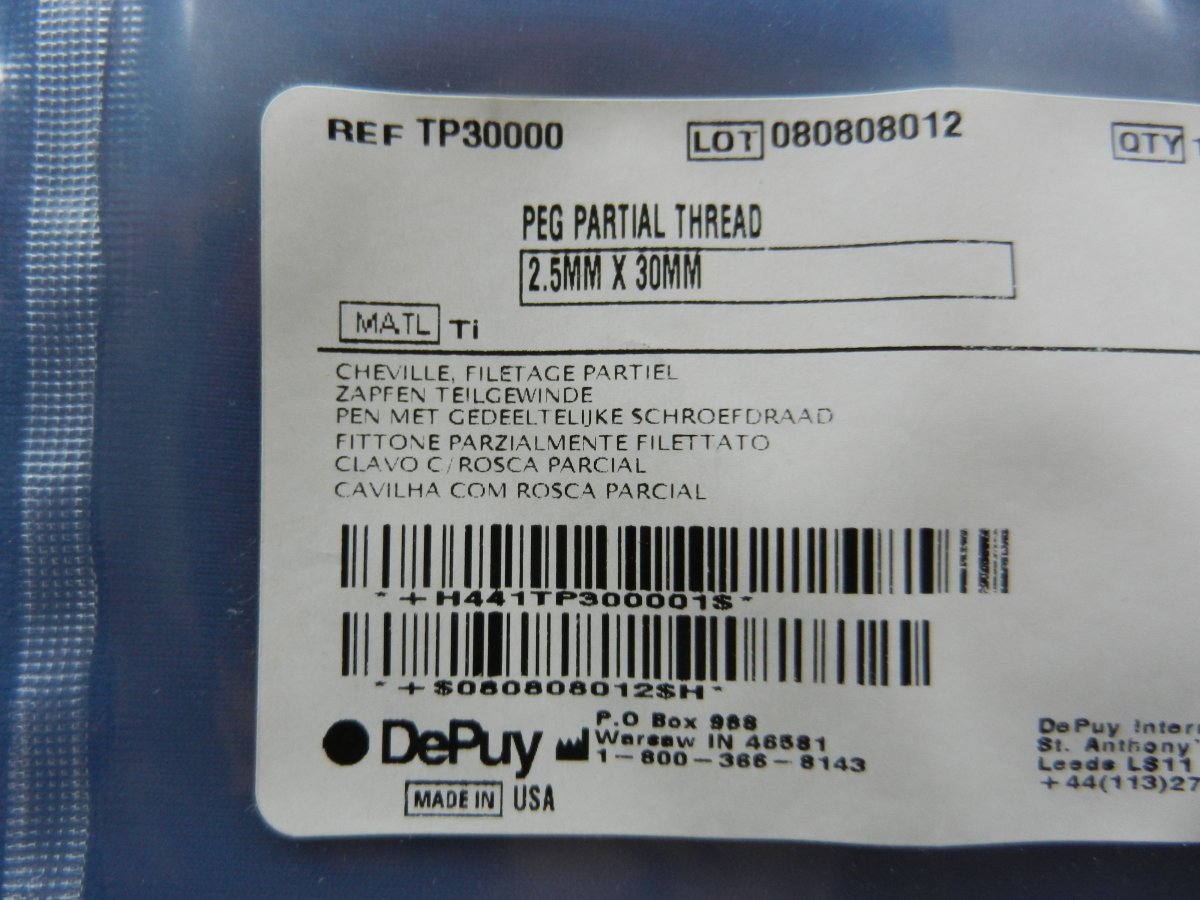 REF TP30000 LOT 080808012 QTY
PEG PARTIAL THREAD
2.5MM X 30MM
MATL Ti
CHEVILLE, FILETAGE PARTIEL
ZAPFEN TEILGEWINDE
PEN MET GEDEELTELIJKE SCHROEFDRAAD
FITTONE PARZIALMENTE FILETTATO
CLAVO C/ROSCA PARCIAL
CAVILHA COM ROSCA PARCIAL
*+H441TP300001$*
*+$080808012$H*
DePuy
P.O Box 988
Warsaw IN 46581
1-800-366-8143
MADE IN USA
DePuy Intern
St. Anthony'
Leeds LS11
+44(113)27